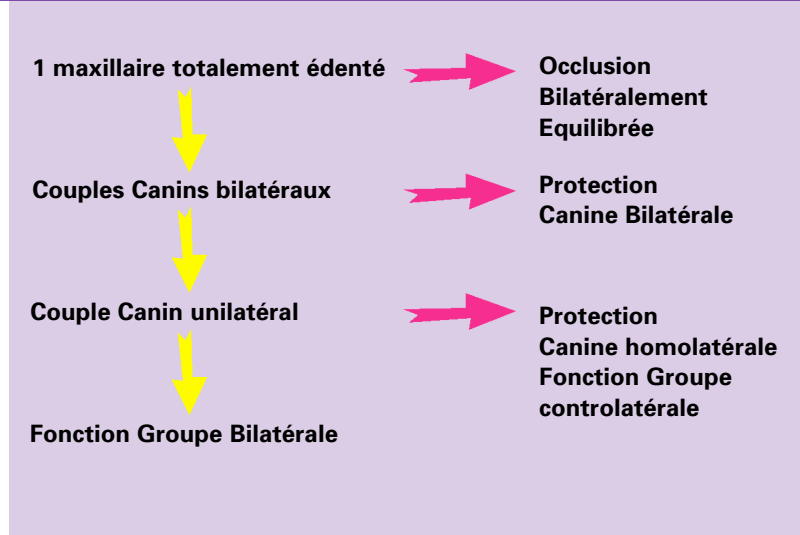 1 maxillaire totalement édenté
Occlusion
Bilatéralement
Equilibrée
Couples Canins bilatéraux
Protection
Canine Bilatérale
Couple Canin unilatéral
Protection
Canine homolatérale
Fonction Groupe
controlatérale
Fonction Groupe Bilatérale